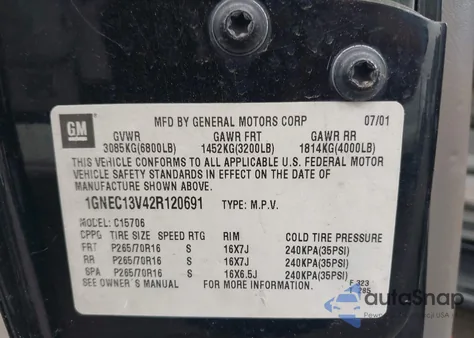 GM
MFD BY GENERAL MOTORS CORP 07/01
GVWR GAWR FRT GAWR RR
3085KG(6800LB) 1452KG(3200LB) 1814KG(4000LB)
THIS VEHICLE CONFORMS TO ALL APPLICABLE U.S. FEDERAL MOTOR
VEHICLE SAFETY STANDARDS IN EFFECT ON THE DATE OF
MANUFACTURE SHOWN ABOVE.
1GNEC13V42R120691 TYPE: M.P.V.
MODEL: C15706
TIRE SIZE SPEED RTG RIM COLD TIRE PRESSURE
FRT P265/70R16 S 16X7J 240KPA(35PSI)
RR P265/70R16 S 16X7J 240KPA(35PSI)
SPA P265/70R16 S 16X6.5J 240KPA(35PSI)
SEE OWNER'S MANUAL FOR MORE INFORMATION.
323
autoSnap